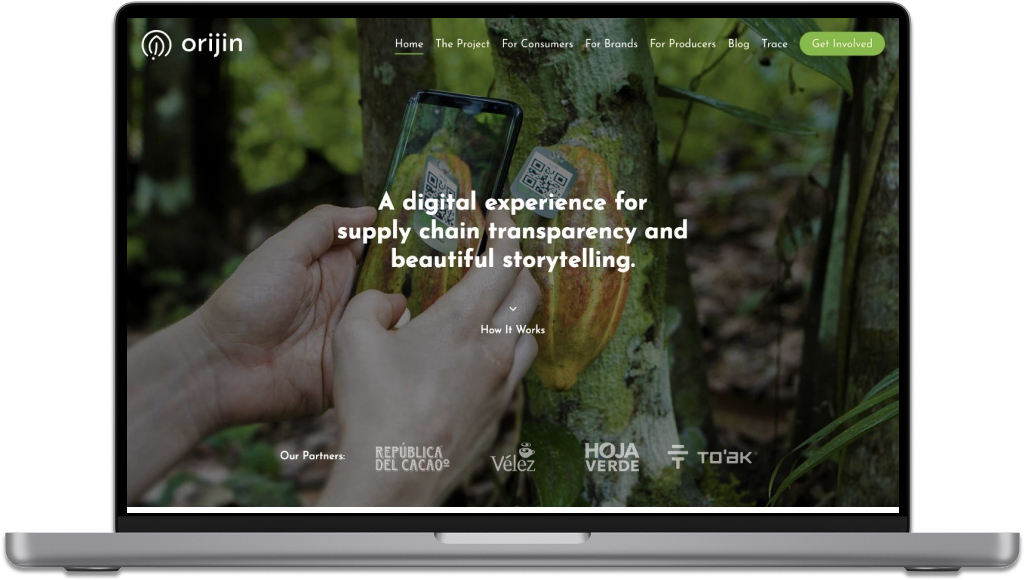 orijin
Home The Project For Consumers For Brands For Producers Blog Trace Get Involved
A digital experience for
supply chain transparency and
beautiful storytelling.
How It Works
Our Partners:
REPÚBLICA
DEL CACAO
Vélez
HOJA
VERDE
TO'AK